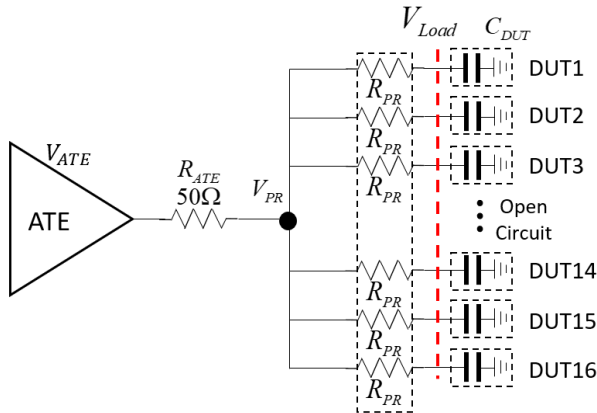 V_Load C_DUT
R_PR DUT1
R_PR DUT2
R_PR DUT3
V_ATE
R_ATE
50Ω
V_PR
ATE
Open
Circuit
R_PR DUT14
R_PR DUT15
R_PR DUT16